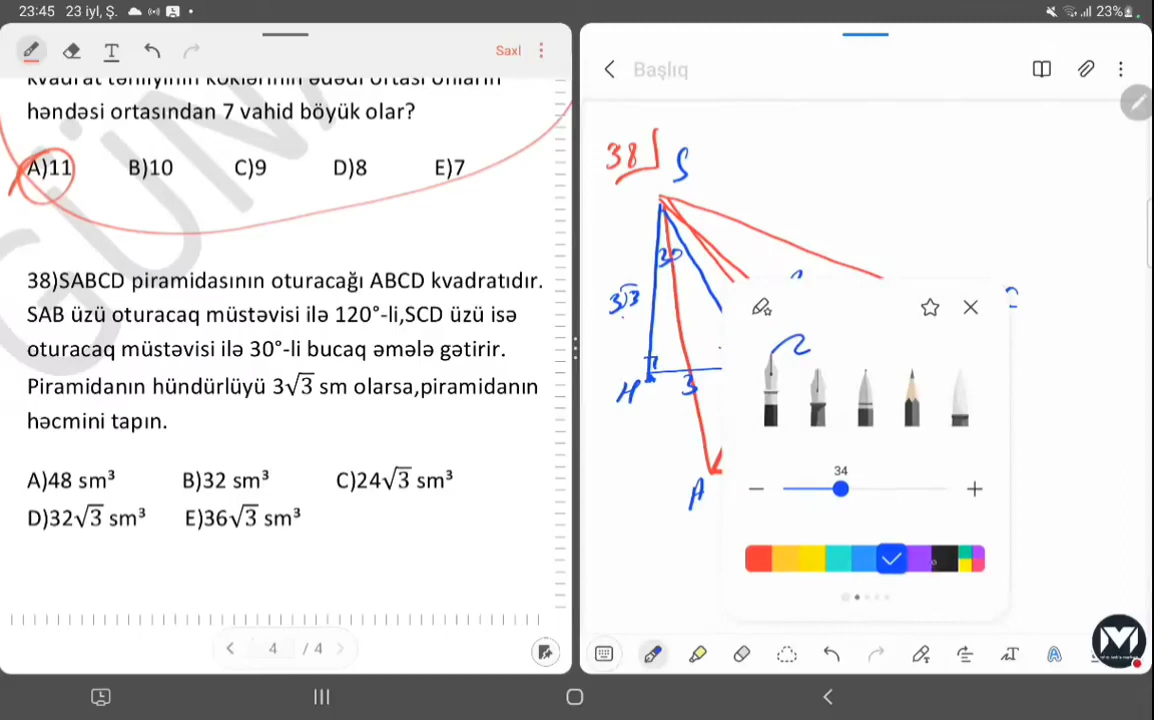 23:45 23 iyl, Ş.
23%
Saxl
həndəsi ortasından 7 vahid böyük olar?
A)11 B)10 C)9 D)8 E)7
38)SABCD piramidasının oturacağı ABCD kvadratıdır.
SAB üzü oturacaq müstəvisi ilə 120°-li,SCD üzü isə
oturacaq müstəvisi ilə 30°-li bucaq əmələ gətirir.
Piramidanın hündürlüyü 3√3 sm olarsa,piramidanın
həcmini tapın.
A)48 sm³ B)32 sm³ C)24√3 sm³
D)32√3 sm³ E)36√3 sm³
4 / 4
Başlıq
38
S
30
3√3
H
3
A
34